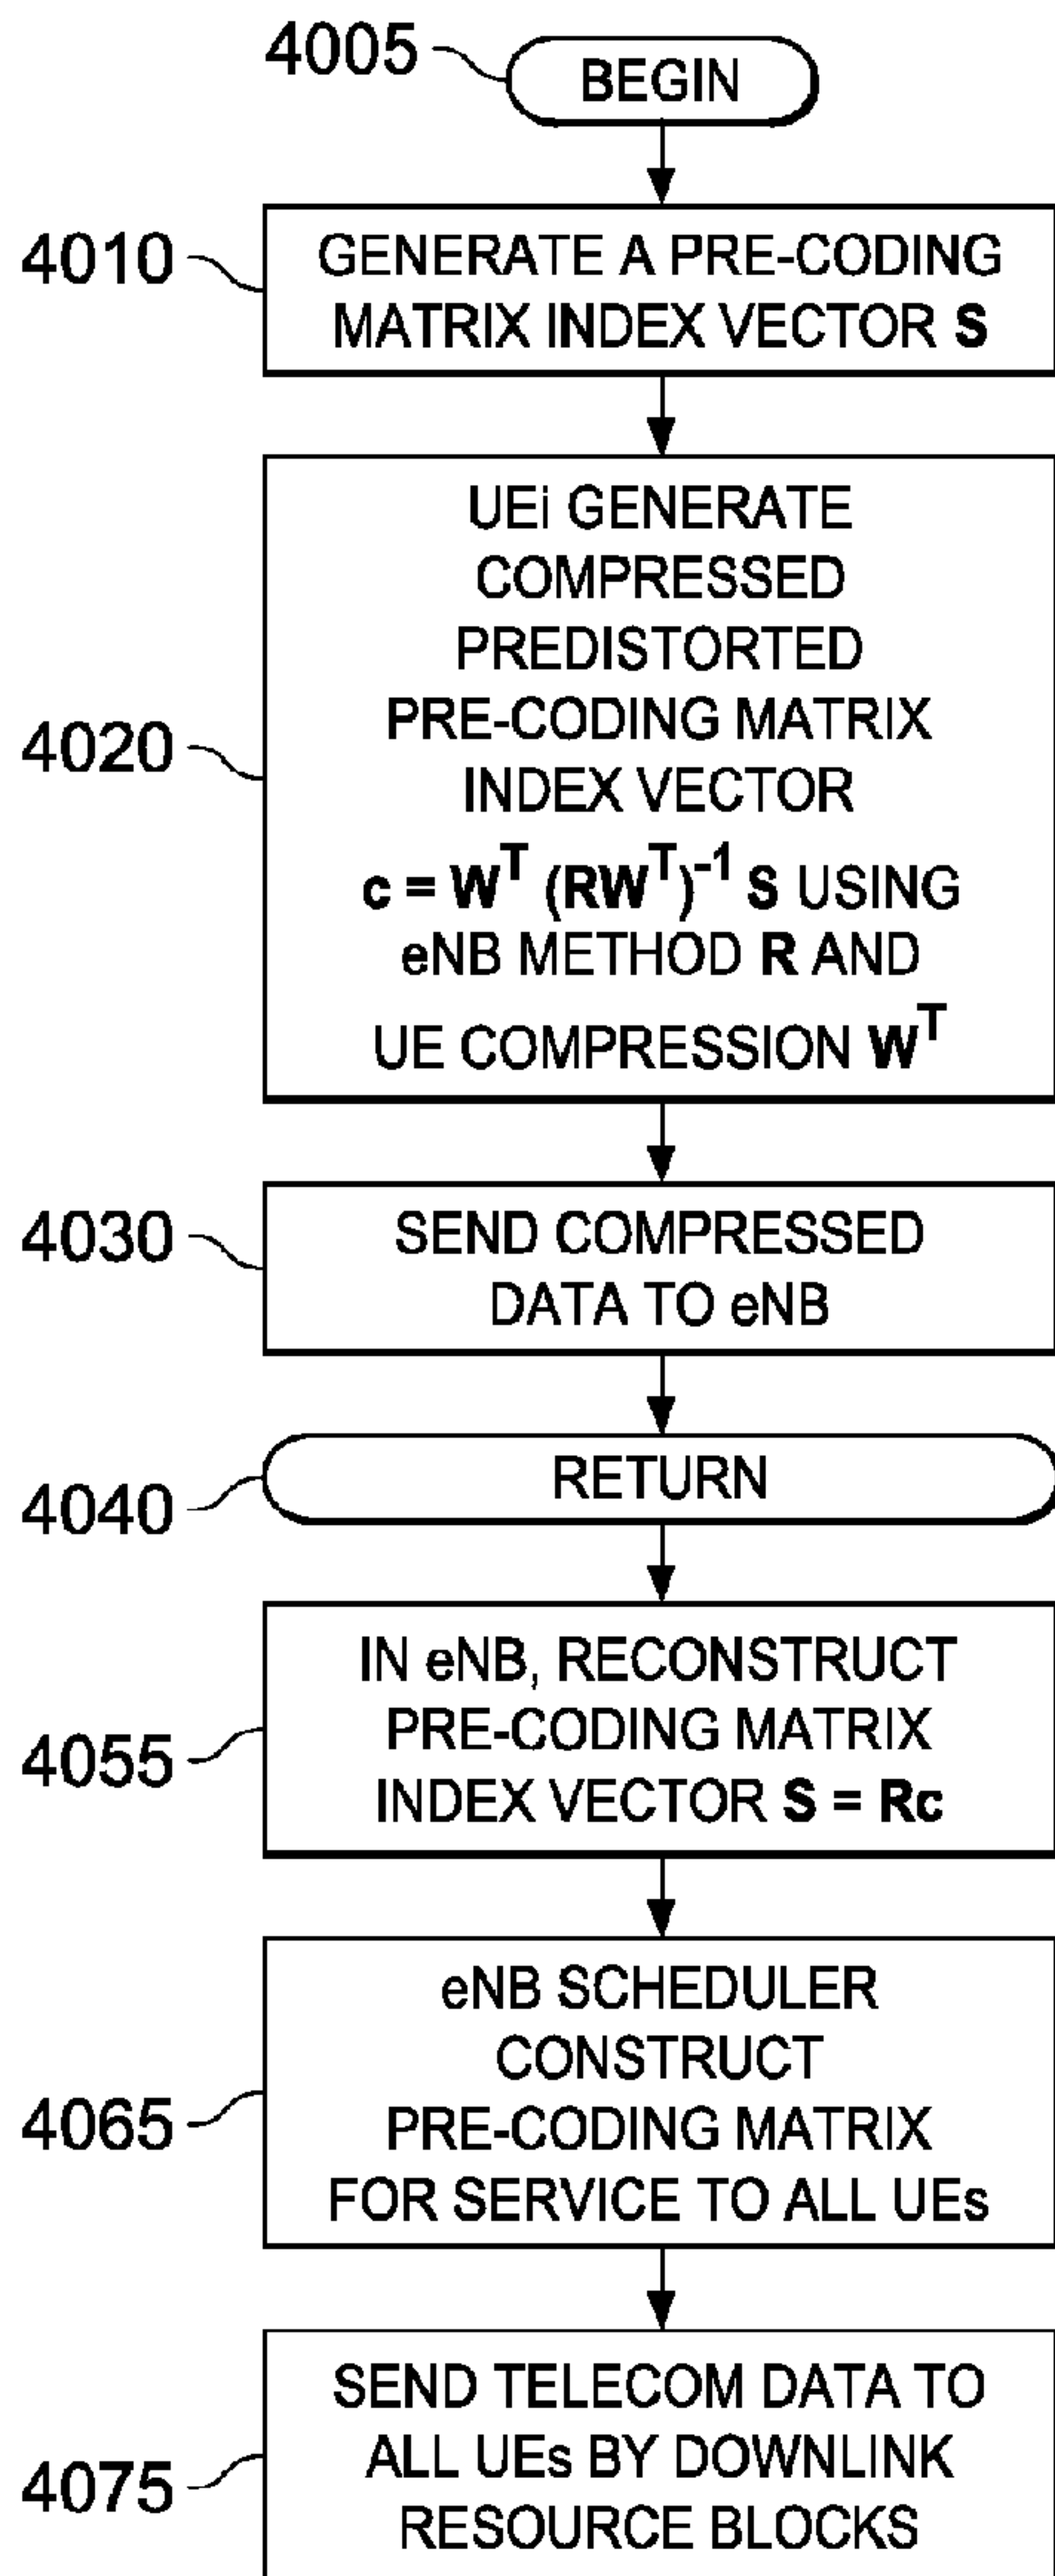 4005
BEGIN
4010
GENERATE A PRE-CODING
MATRIX INDEX VECTOR S
4020
UEi GENERATE
COMPRESSED
PREDISTORTED
PRE-CODING MATRIX
INDEX VECTOR
c = W^T (RW^T)^-1 S USING
eNB METHOD R AND
UE COMPRESSION W^T
4030
SEND COMPRESSED
DATA TO eNB
4040
RETURN
4055
IN eNB, RECONSTRUCT
PRE-CODING MATRIX
INDEX VECTOR S = Rc
4065
eNB SCHEDULER
CONSTRUCT
PRE-CODING MATRIX
FOR SERVICE TO ALL UEs
4075
SEND TELECOM DATA TO
ALL UEs BY DOWNLINK
RESOURCE BLOCKS